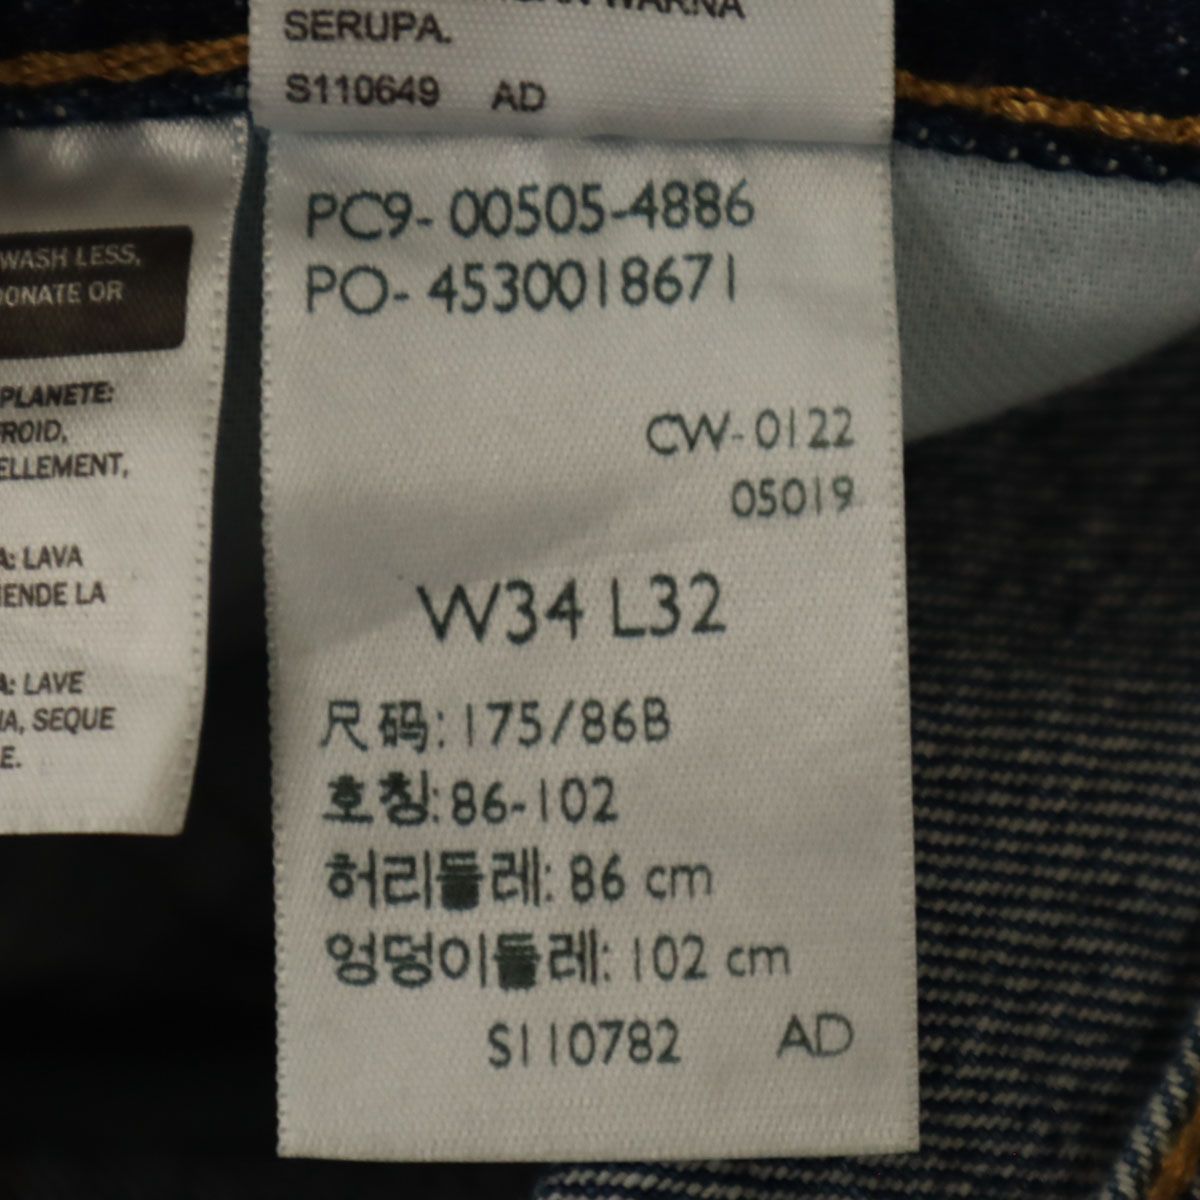 WARNA
SERUPA.
S110649 AD
PC9-00505-4886
PO-4530018671
CW-0122
05019
W34 L32
尺码: 175/86B
호칭: 86-102
허리둘레: 86 cm
엉덩이둘레: 102 cm
S110782 AD
WASH LESS,
DONATE OR
PLANETE:
ROID,
ELLEMENT,
A: LAVA
IENDE LA
A: LAVE
IA, SEQUE
E.